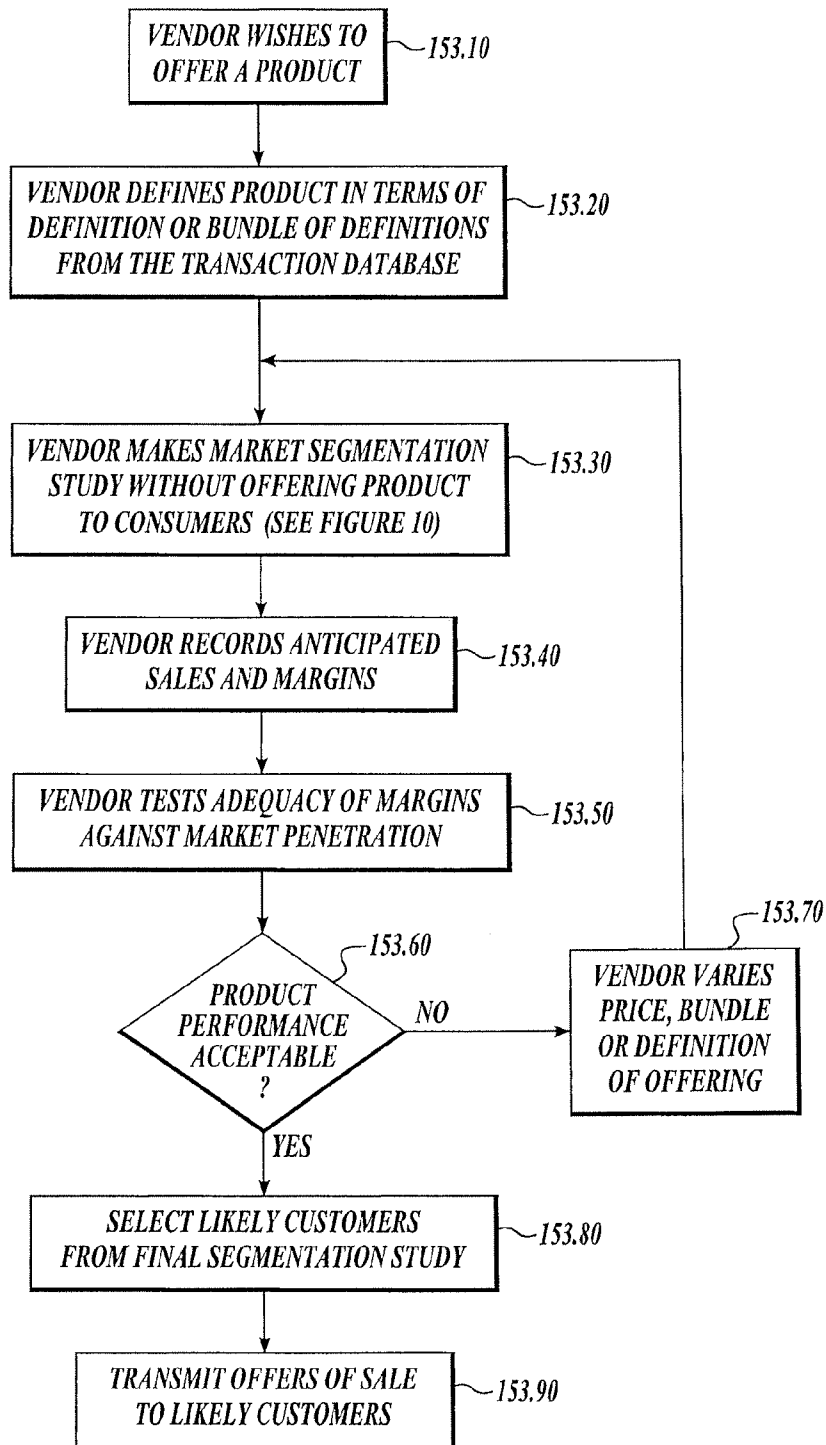 VENDOR WISHES TO
OFFER A PRODUCT
153.10
VENDOR DEFINES PRODUCT IN TERMS OF
DEFINITION OR BUNDLE OF DEFINITIONS
FROM THE TRANSACTION DATABASE
153.20
VENDOR MAKES MARKET SEGMENTATION
STUDY WITHOUT OFFERING PRODUCT
TO CONSUMERS (SEE FIGURE 10)
153.30
VENDOR RECORDS ANTICIPATED
SALES AND MARGINS
153.40
VENDOR TESTS ADEQUACY OF MARGINS
AGAINST MARKET PENETRATION
153.50
PRODUCT
PERFORMANCE
ACCEPTABLE
?
153.60
NO
VENDOR VARIES
PRICE, BUNDLE
OR DEFINITION
OF OFFERING
153.70
YES
SELECT LIKELY CUSTOMERS
FROM FINAL SEGMENTATION STUDY
153.80
TRANSMIT OFFERS OF SALE
TO LIKELY CUSTOMERS
153.90